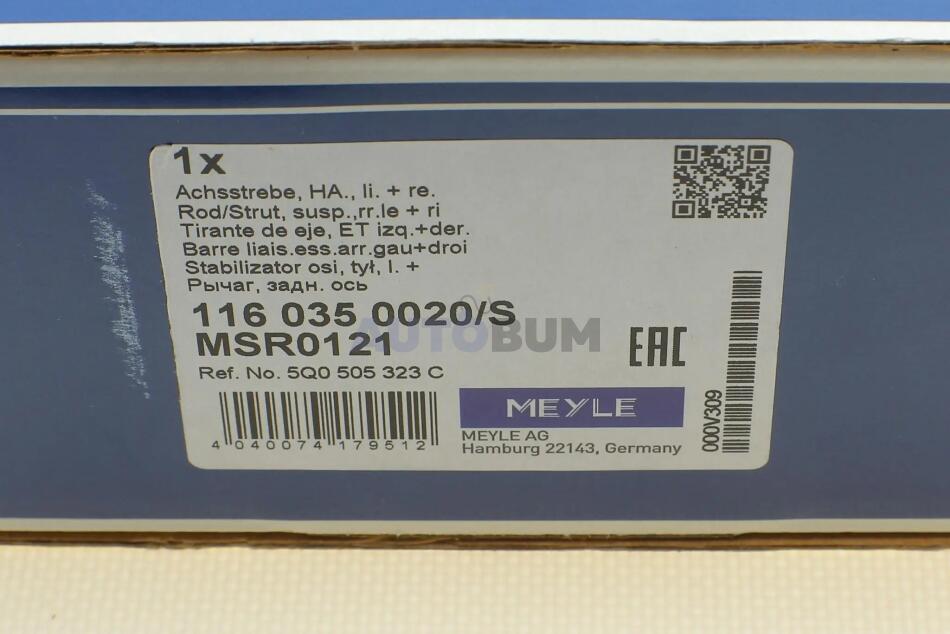 1x
Achsstrebe, HA., li. + re.
Rod/Strut, susp.,rr.le + ri
Tirante de eje, ET izq.+der.
Barre liais.ess.arr.gau+droi
Stabilizator osi, tył, l. +
Рычаг, задн. ось
116 035 0020/S
MSR0121
AUTOBUM
EAC
Ref. No. 5Q0 505 323 C
MEYLE
4 040074 179512
MEYLE AG
Hamburg 22143, Germany
000V309